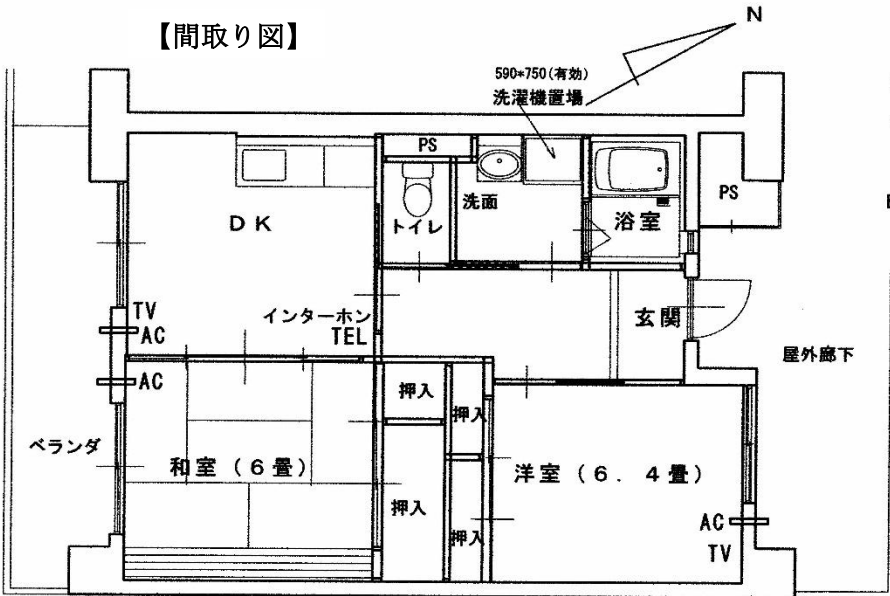 【間取り図】
N
590*750(有効)
洗濯機置場
PS
PS
洗面
DK
トイレ
浴室
TV
AC
インターホン
TEL
玄関
屋外廊下
AC
押入
押入
ベランダ
和室(6畳)
洋室(6.4畳)
押入
押入
AC
TV